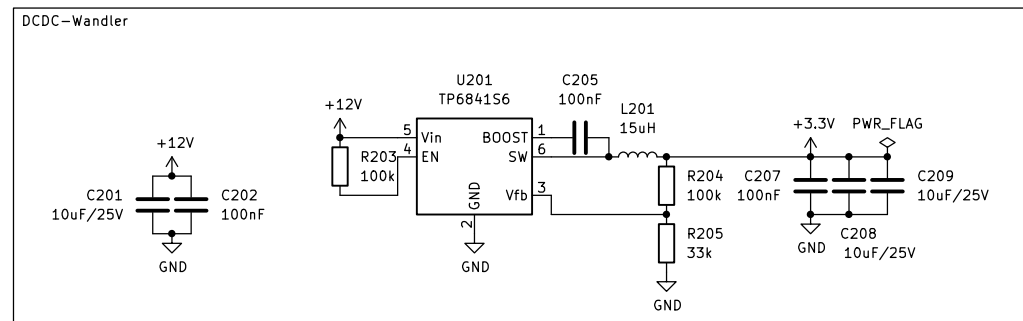 DCDC-Wandler
+12V
C201
10uF/25V
C202
100nF
GND
+12V
R203
100k
U201
TP6841S6
5
Vin
4
EN
BOOST
1
SW
6
Vfb
3
GND
2
GND
C205
100nF
L201
15uH
R204
100k
R205
33k
GND
+3.3V
PWR_FLAG
C207
100nF
C209
10uF/25V
GND
C208
10uF/25V